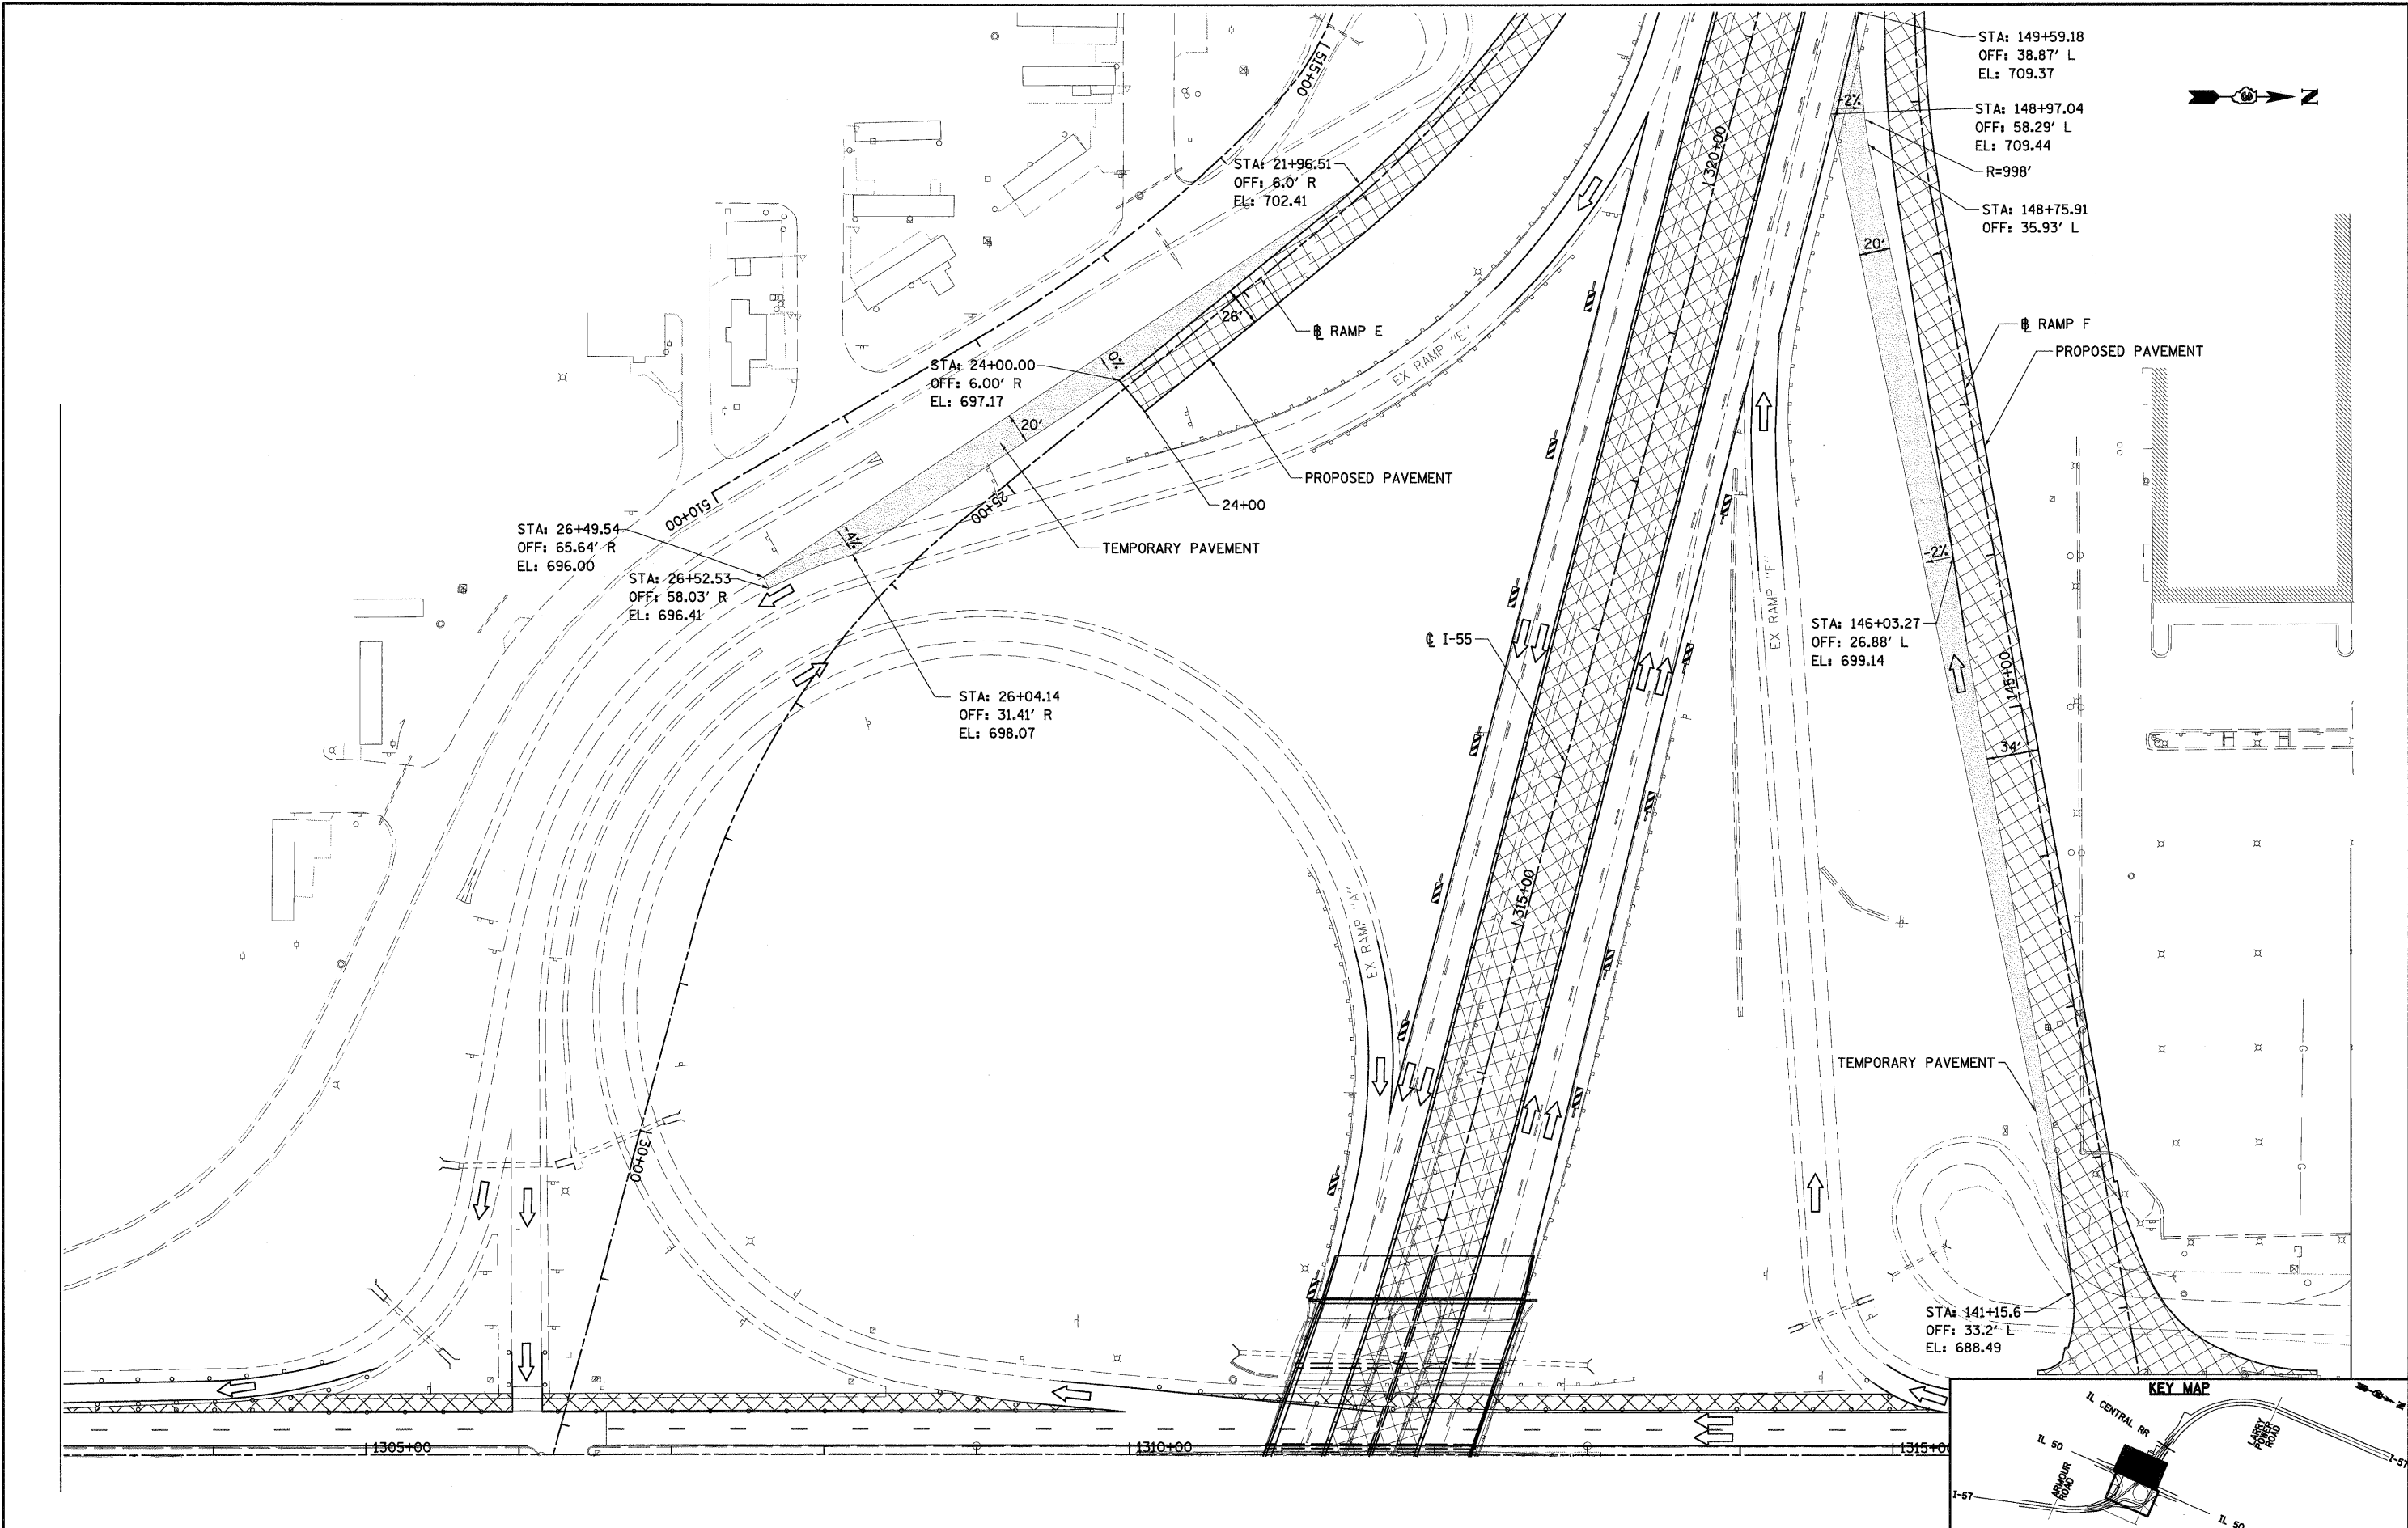 STA: 149+59.18
OFF: 38.87' L
EL: 709.37
N
STA: 148+97.04
OFF: 58.29' L
EL: 709.44
R=998'
STA: 148+75.91
OFF: 35.93' L
-2%
20'
515+00
STA: 21+96.51
OFF: 6.0' R
EL: 702.41
1320+00
26'
℄ RAMP E
EX RAMP "E"
℄ RAMP F
PROPOSED PAVEMENT
0%
STA: 24+00.00
OFF: 6.00' R
EL: 697.17
20'
PROPOSED PAVEMENT
24+00
510+00
25+00
TEMPORARY PAVEMENT
-4%
STA: 26+49.54
OFF: 65.64' R
EL: 696.00
STA: 26+52.53
OFF: 58.03' R
EL: 696.41
STA: 26+04.14
OFF: 31.41' R
EL: 698.07
℄ I-55
EX RAMP "F"
-2%
STA: 146+03.27
OFF: 26.88' L
EL: 699.14
145+00
34'
EX RAMP "A"
1315+00
TEMPORARY PAVEMENT
G
G
30+00
STA: 141+15.6
OFF: 33.2' L
EL: 688.49
1305+00
1310+00
1315+00
KEY MAP
N
IL CENTRAL RR
LARRY POWER ROAD
IL 50
ARMOUR ROAD
I-57
I-57
IL 50